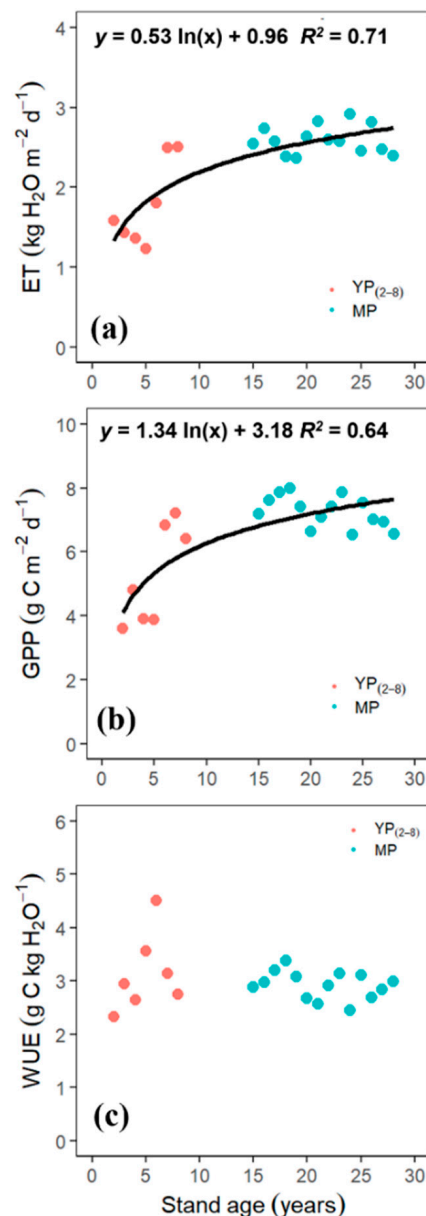 y = 0.53 ln(x) + 0.96 R² = 0.71
ET (kg H₂O m⁻² d⁻¹)
4
3
2
1
0
YP₍₂₋₈₎
MP
(a)
0 5 10 15 20 25 30
y = 1.34 ln(x) + 3.18 R² = 0.64
GPP (g C m⁻² d⁻¹)
10
8
6
4
2
0
YP₍₂₋₈₎
MP
(b)
0 5 10 15 20 25 30
WUE (g C kg H₂O⁻¹)
6
5
4
3
2
1
0
YP₍₂₋₈₎
MP
(c)
0 5 10 15 20 25 30
Stand age (years)